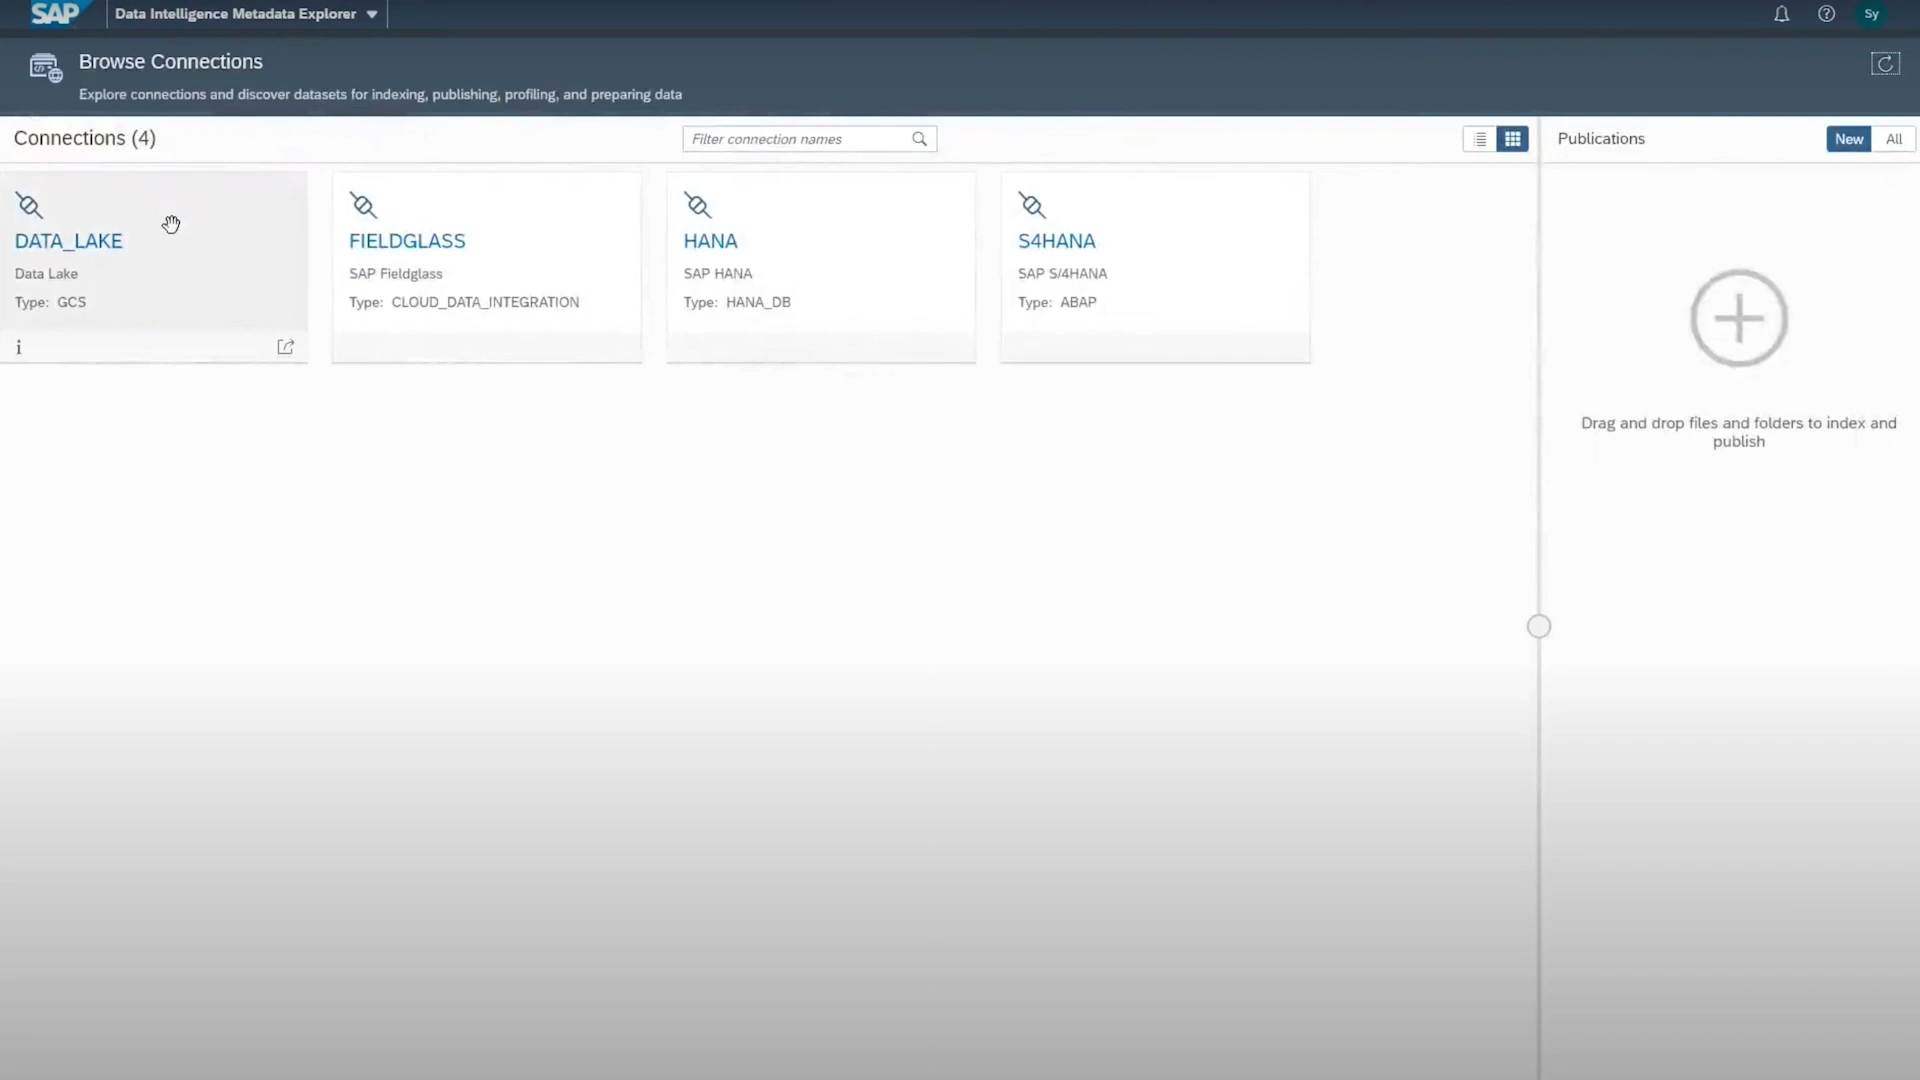 SAP
Data Intelligence Metadata Explorer
Sy
Browse Connections
Explore connections and discover datasets for indexing, publishing, profiling, and preparing data
Connections (4)
Filter connection names
Publications
New
All
DATA_LAKE
Data Lake
Type: GCS
FIELDGLASS
SAP Fieldglass
Type: CLOUD_DATA_INTEGRATION
HANA
SAP HANA
Type: HANA_DB
S4HANA
SAP S/4HANA
Type: ABAP
Drag and drop files and folders to index and
publish